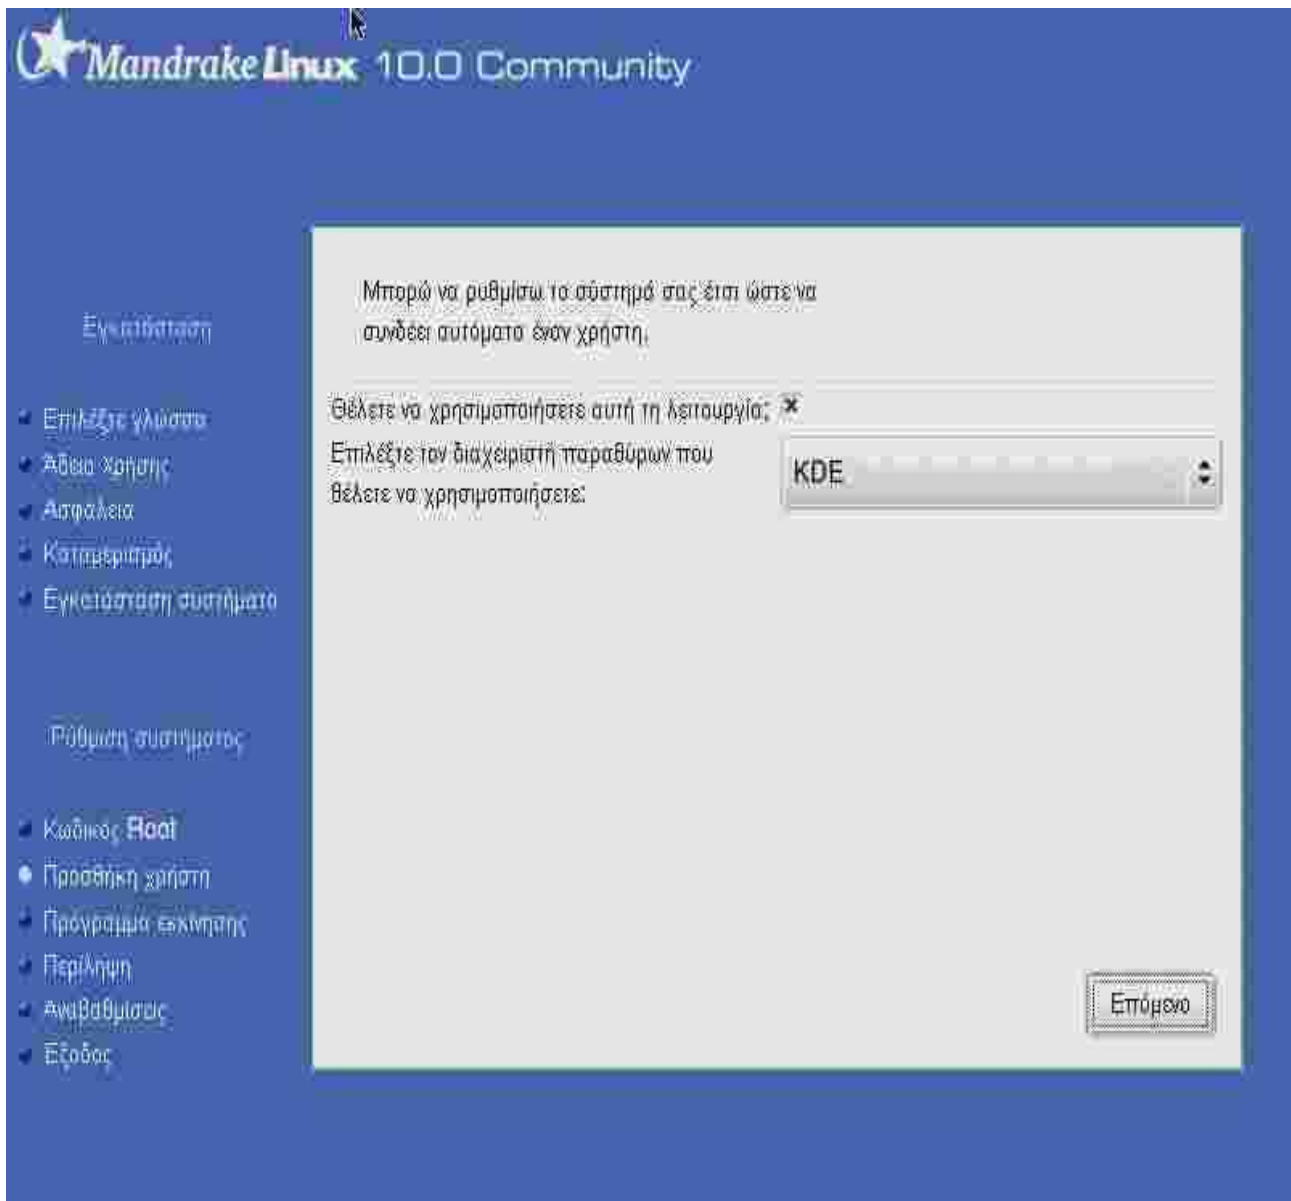 MandrakeLinux 10.0 Community
Μπορώ να ρυθμίσω το σύστημά σας έτσι ώστε να
συνδέει αυτόματα έναν χρήστη.
Εγκατάσταση
Επιλέξτε γλώσσα
Άδεια Χρήσης
Ασφάλεια
Καταμερισμός
Εγκατάσταση συστήματο
Θέλετε να χρησιμοποιήσετε αυτή τη λειτουργία;
Επιλέξτε τον διαχειριστή παραθύρων που
θέλετε να χρησιμοποιήσετε:
KDE
Ρύθμιση συστήματος
Κωδικός Root
Προσθήκη χρήστη
Πρόγραμμα εκκίνησης
Περίληψη
Αναβαθμίσεις
Έξοδος
Επόμενο